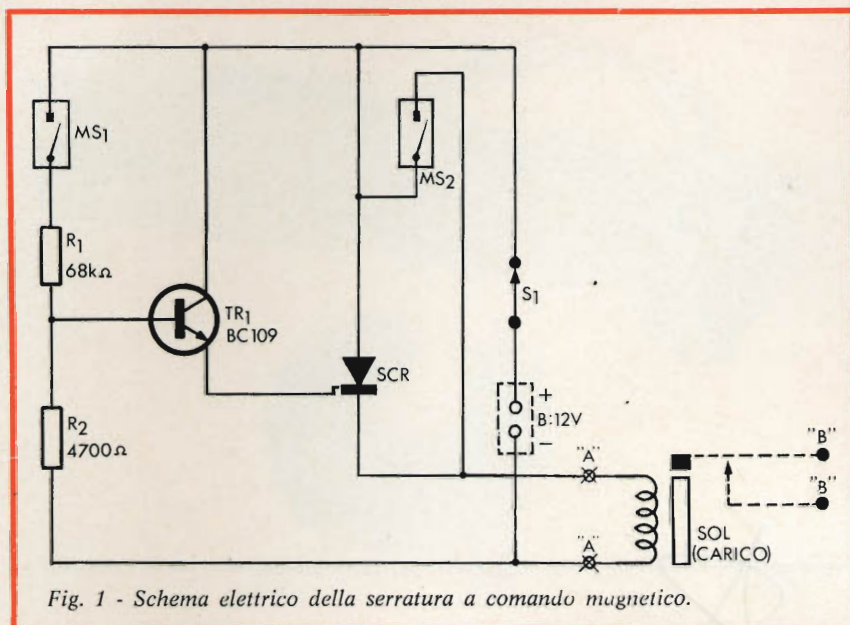 MS1
MS2
R1
68kΩ
TR1
BC109
S1
SCR
R2
4700Ω
+
B:12V
−
"A"
"B"
"B"
SOL
(CARICO)
"A"
Fig. 1 - Schema elettrico della serratura a comando magnetico.